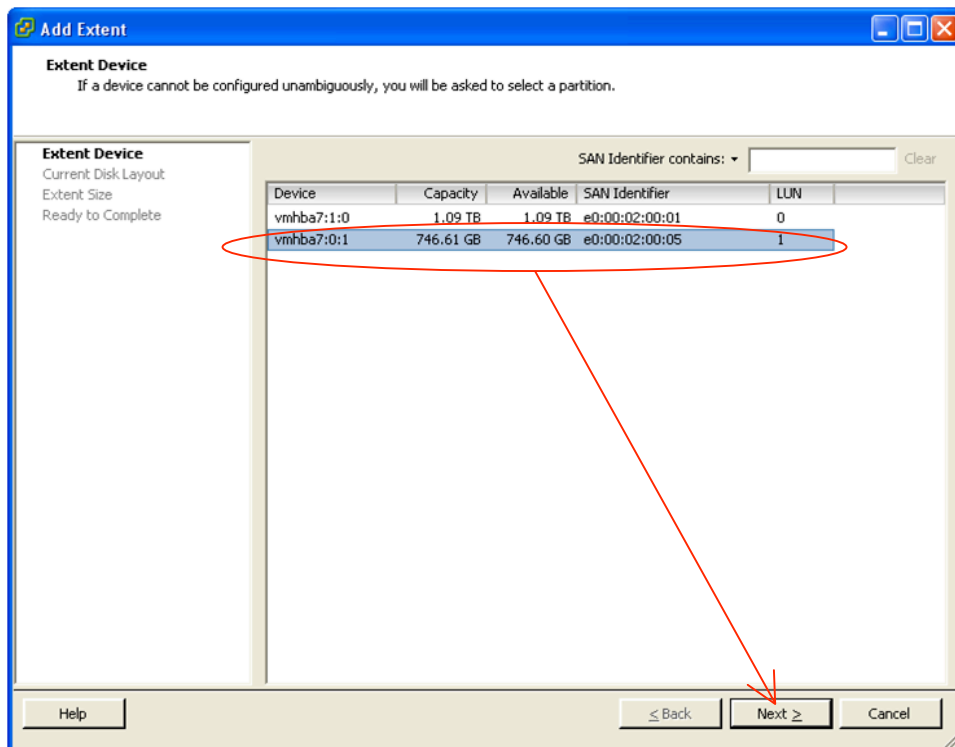 Add Extent
Extent Device
If a device cannot be configured unambiguously, you will be asked to select a partition.
Extent Device
Current Disk Layout
Extent Size
Ready to Complete
SAN Identifier contains: Clear
Device Capacity Available SAN Identifier LUN
vmhba7:1:0 1.09 TB 1.09 TB e0:00:02:00:01 0
vmhba7:0:1 746.61 GB 746.60 GB e0:00:02:00:05 1
Help < Back Next > Cancel